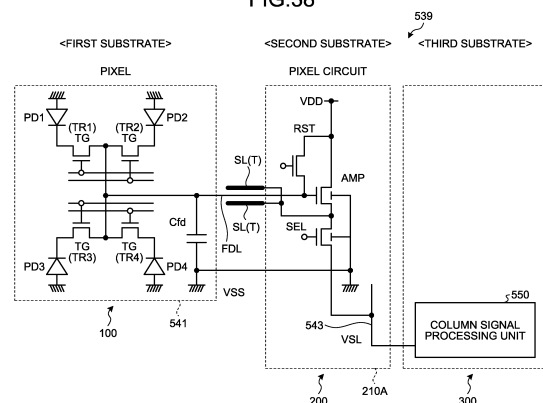 FIG.38
539
<FIRST SUBSTRATE> <SECOND SUBSTRATE> <THIRD SUBSTRATE>
PIXEL PIXEL CIRCUIT
VDD
PD1 (TR1) (TR2) PD2
TG TG
RST
SL(T) AMP
Cfd SEL
SL(T)
TG TG FDL
PD3 (TR3) (TR4) PD4
VSS 550
100 541 543 VSL COLUMN SIGNAL
PROCESSING UNIT
200 210A 300